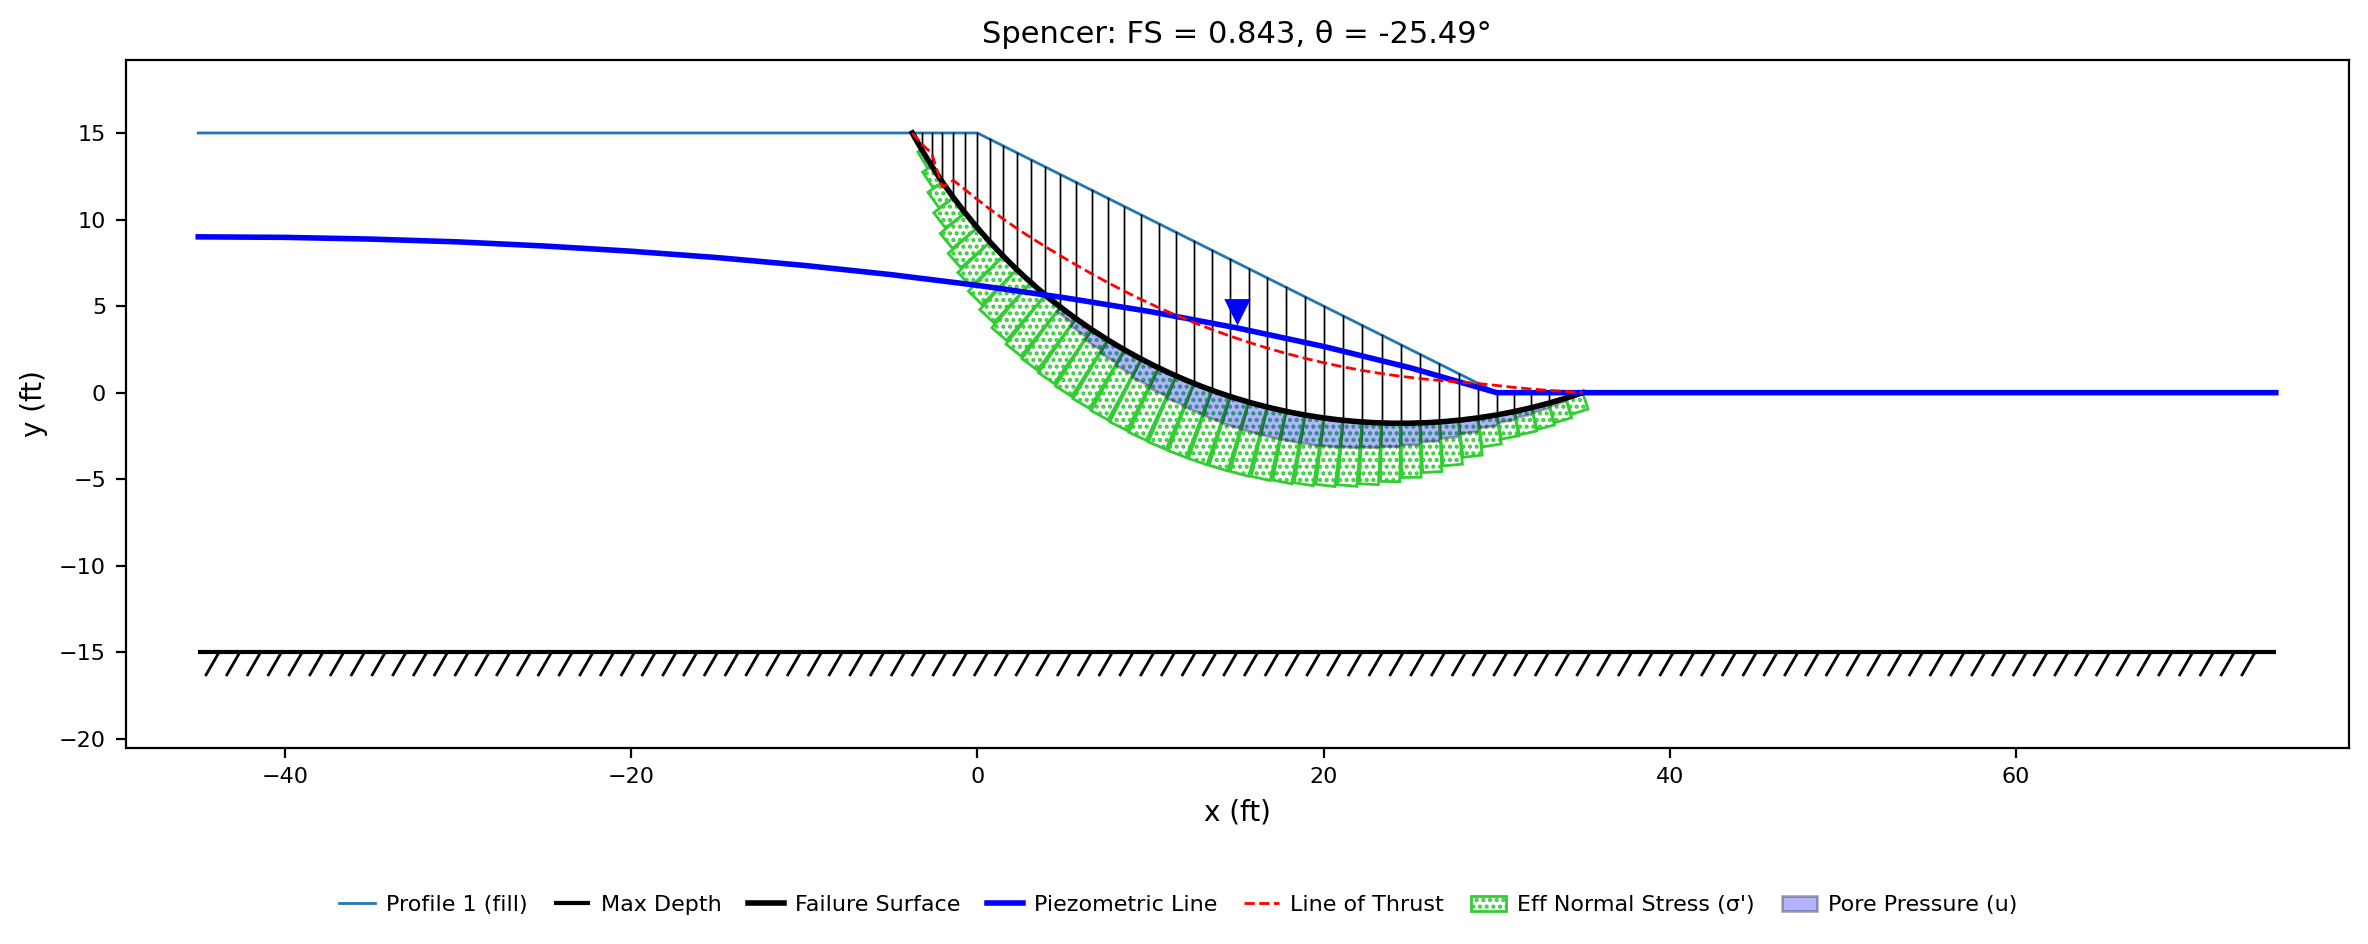 Spencer: FS = 0.843, θ = -25.49°
15
10
5
0
−5
−10
−15
−20
y (ft)
−40 −20 0 20 40 60
x (ft)
Profile 1 (fill) Max Depth Failure Surface Piezometric Line Line of Thrust Eff Normal Stress (σ') Pore Pressure (u)